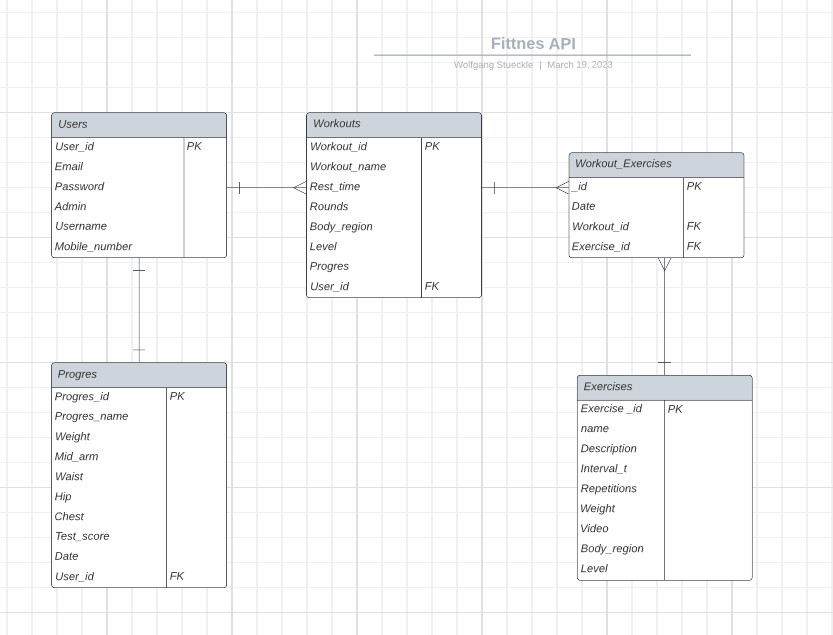 Fittnes API
Wolfgang Stueckle | March 19, 2023
Users
User_id PK
Email
Password
Admin
Username
Mobile_number
Workouts
Workout_id PK
Workout_name
Rest_time
Rounds
Body_region
Level
Progres
User_id FK
Workout_Exercises
_id PK
Date
Workout_id FK
Exercise_id FK
Progres
Progres_id PK
Progres_name
Weight
Mid_arm
Waist
Hip
Chest
Test_score
Date
User_id FK
Exercises
Exercise _id PK
name
Description
Interval_t
Repetitions
Weight
Video
Body_region
Level